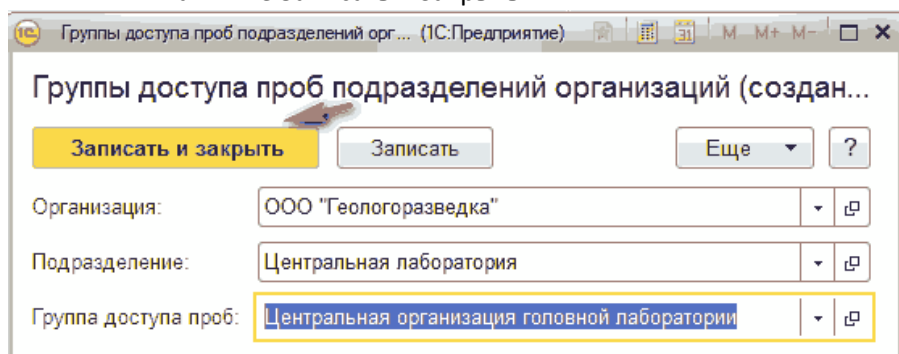 Группы доступа проб подразделений орг... (1С:Предприятие) 31 M M+ M-
Группы доступа проб подразделений организаций (создан...
Записать и закрыть Записать Еще ?
Организация: ООО "Геологоразведка"
Подразделение: Центральная лаборатория
Группа доступа проб: Центральная организация головной лаборатории